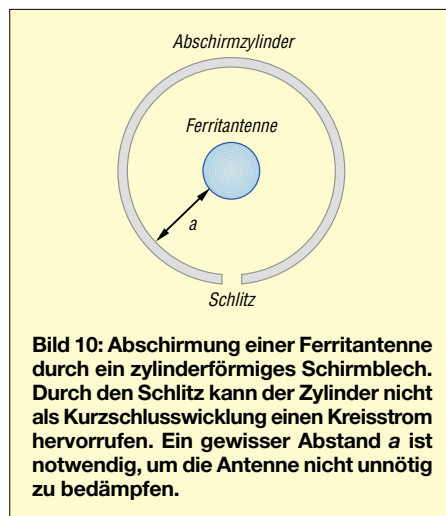 Abschirmzylinder
Ferritantenne
a
Schlitz
Bild 10: Abschirmung einer Ferritantenne
durch ein zylinderförmiges Schirmblech.
Durch den Schlitz kann der Zylinder nicht
als Kurzschlusswicklung einen Kreisstrom
hervorrufen. Ein gewisser Abstand a ist
notwendig, um die Antenne nicht unnötig
zu bedämpfen.